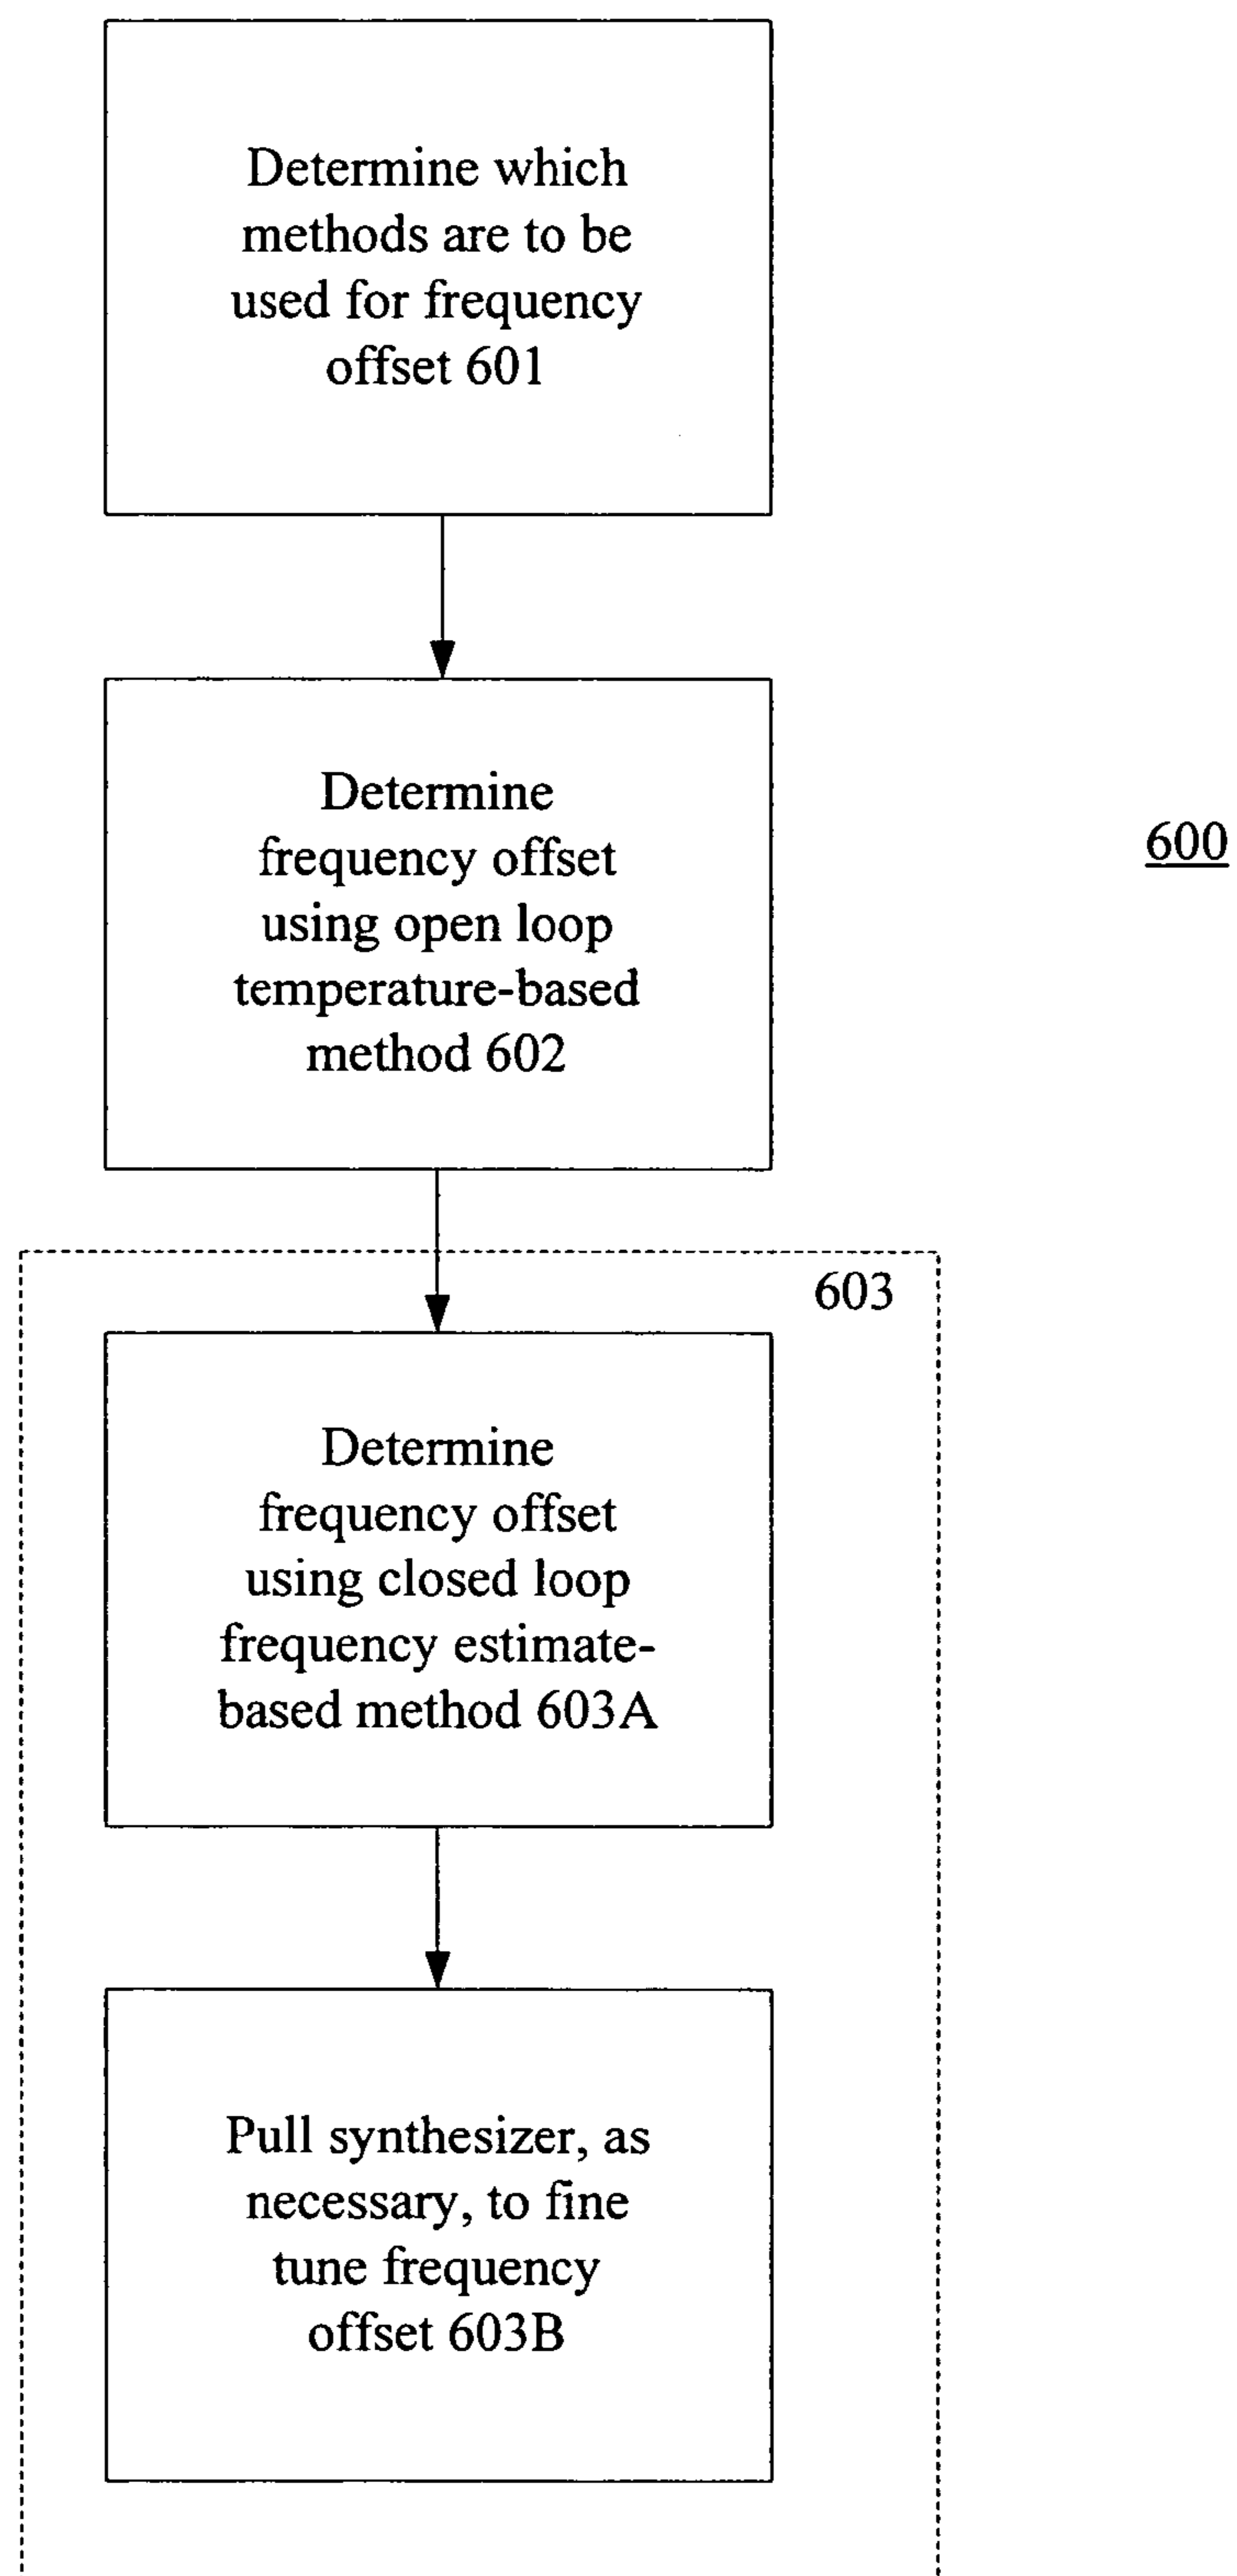 Determine which
methods are to be
used for frequency
offset 601
Determine
frequency offset
using open loop
temperature-based
method 602
600
603
Determine
frequency offset
using closed loop
frequency estimate-
based method 603A
Pull synthesizer, as
necessary, to fine
tune frequency
offset 603B